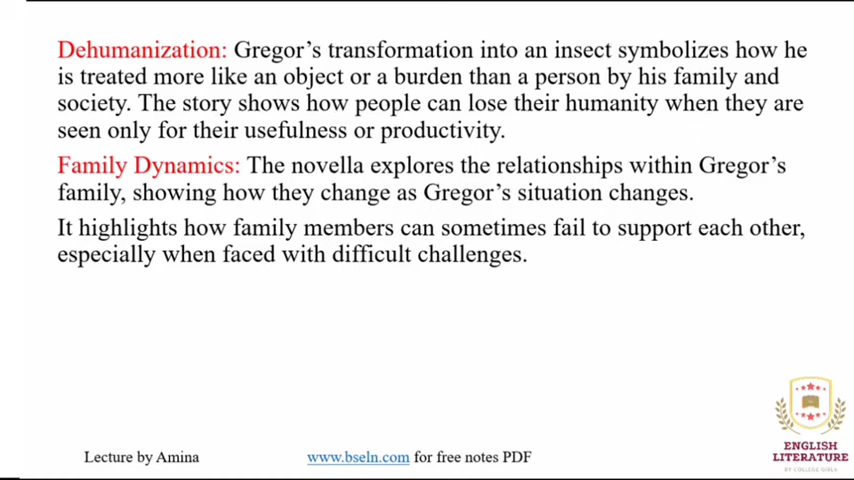 Dehumanization: Gregor's transformation into an insect symbolizes how he
is treated more like an object or a burden than a person by his family and
society. The story shows how people can lose their humanity when they are
seen only for their usefulness or productivity.
Family Dynamics: The novella explores the relationships within Gregor's
family, showing how they change as Gregor's situation changes.
It highlights how family members can sometimes fail to support each other,
especially when faced with difficult challenges.
Lecture by Amina
www.bseln.com for free notes PDF
ENGLISH
LITERATURE
BY COLLEGE GIRLS